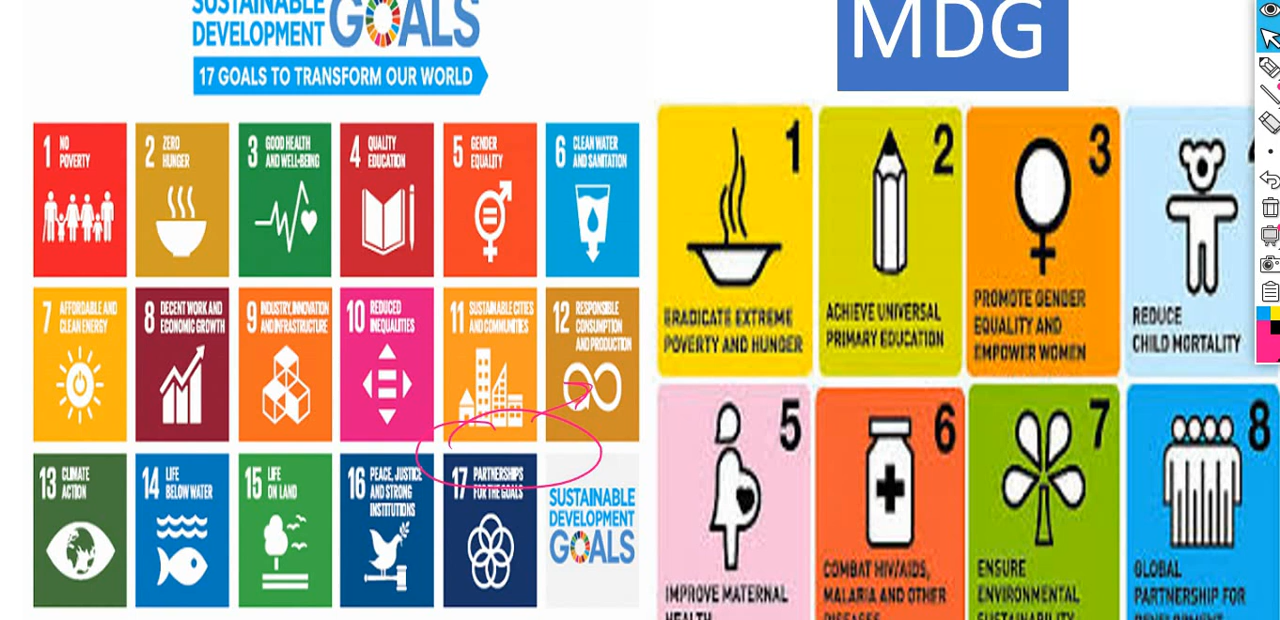 SUSTAINABLE
DEVELOPMENT GOALS
17 GOALS TO TRANSFORM OUR WORLD
1 NO
POVERTY
2 ZERO
HUNGER
3 GOOD HEALTH
AND WELL-BEING
4 QUALITY
EDUCATION
5 GENDER
EQUALITY
6 CLEAN WATER
AND SANITATION
7 AFFORDABLE AND
CLEAN ENERGY
8 DECENT WORK AND
ECONOMIC GROWTH
9 INDUSTRY, INNOVATION
AND INFRASTRUCTURE
10 REDUCED
INEQUALITIES
11 SUSTAINABLE CITIES
AND COMMUNITIES
12 RESPONSIBLE
CONSUMPTION
AND PRODUCTION
13 CLIMATE
ACTION
14 LIFE
BELOW WATER
15 LIFE
ON LAND
16 PEACE, JUSTICE
AND STRONG
INSTITUTIONS
17 PARTNERSHIPS
FOR THE GOALS
SUSTAINABLE
DEVELOPMENT
GOALS
MDG
1
ERADICATE EXTREME
POVERTY AND HUNGER
2
ACHIEVE UNIVERSAL
PRIMARY EDUCATION
3
PROMOTE GENDER
EQUALITY AND
EMPOWER WOMEN
4
REDUCE
CHILD MORTALITY
5
IMPROVE MATERNAL
HEALTH
6
COMBAT HIV/AIDS,
MALARIA AND OTHER
DISEASES
7
ENSURE
ENVIRONMENTAL
SUSTAINABILITY
8
GLOBAL
PARTNERSHIP FOR
DEVELOPMENT